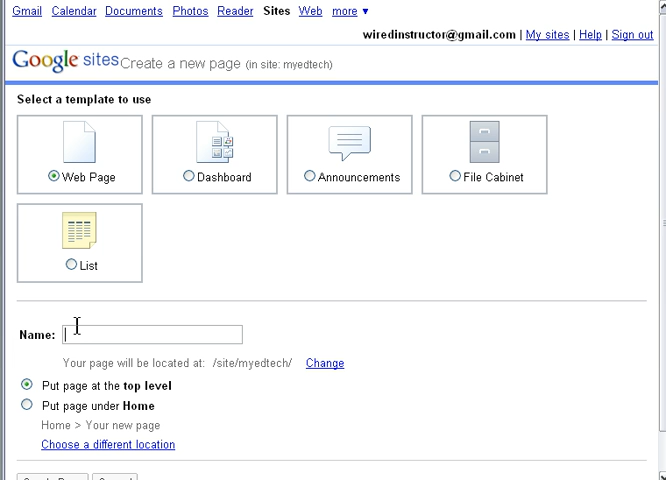 Gmail Calendar Documents Photos Reader Sites Web more ▼
wiredinstructor@gmail.com | My sites | Help | Sign out
Google sites Create a new page (in site: myedtech)
Select a template to use
Web Page Dashboard Announcements File Cabinet
List
Name:
Your page will be located at: /site/myedtech/ Change
Put page at the top level
Put page under Home
Home > Your new page
Choose a different location